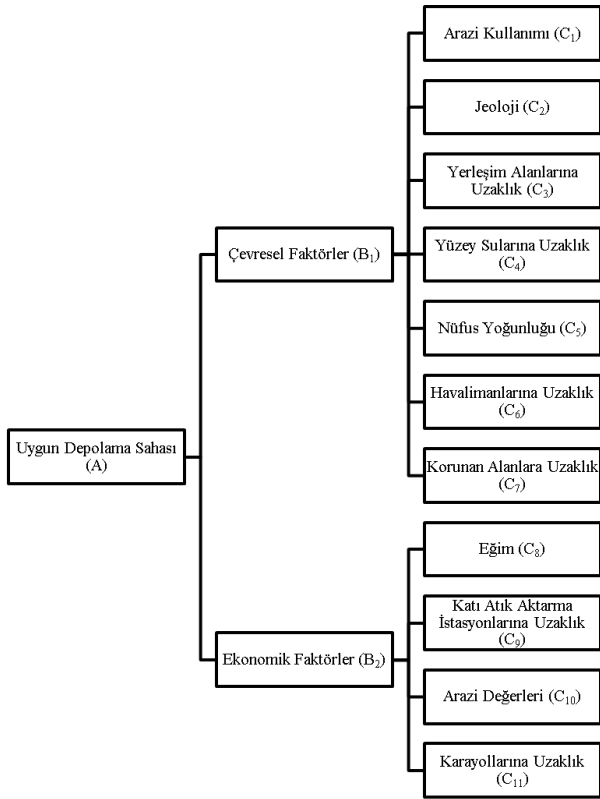 Arazi Kullanımı (C₁)
Jeoloji (C₂)
Yerleşim Alanlarına
Uzaklık (C₃)
Çevresel Faktörler (B₁)
Yüzey Sularına Uzaklık
(C₄)
Nüfus Yoğunluğu (C₅)
Havalimanlarına Uzaklık
(C₆)
Uygun Depolama Sahası
(A)
Korunan Alanlara Uzaklık
(C₇)
Eğim (C₈)
Katı Atık Aktarma
İstasyonlarına Uzaklık
(C₉)
Ekonomik Faktörler (B₂)
Arazi Değerleri (C₁₀)
Karayollarına Uzaklık
(C₁₁)